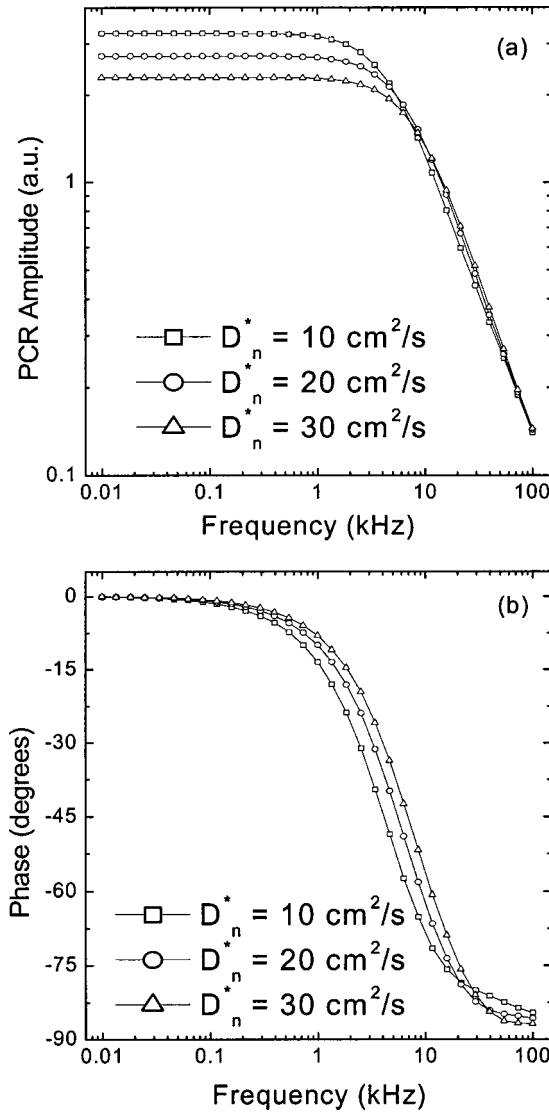 (a)
PCR Amplitude (a.u.)
1
0.1
D*n = 10 cm2/s
D*n = 20 cm2/s
D*n = 30 cm2/s
0.01 0.1 1 10 100
Frequency (kHz)
(b)
Phase (degrees)
0
-15
-30
-45
-60
-75
-90
D*n = 10 cm2/s
D*n = 20 cm2/s
D*n = 30 cm2/s
0.01 0.1 1 10 100
Frequency (kHz)